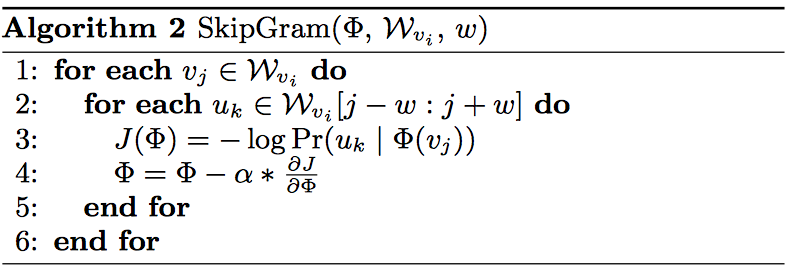 Algorithm 2 SkipGram(Φ, 𝒲_{v_i}, w)
1: for each v_j ∈ 𝒲_{v_i} do
2: for each u_k ∈ 𝒲_{v_i}[j − w : j + w] do
3: J(Φ) = − log Pr(u_k | Φ(v_j))
4: Φ = Φ − α ∗ ∂J/∂Φ
5: end for
6: end for